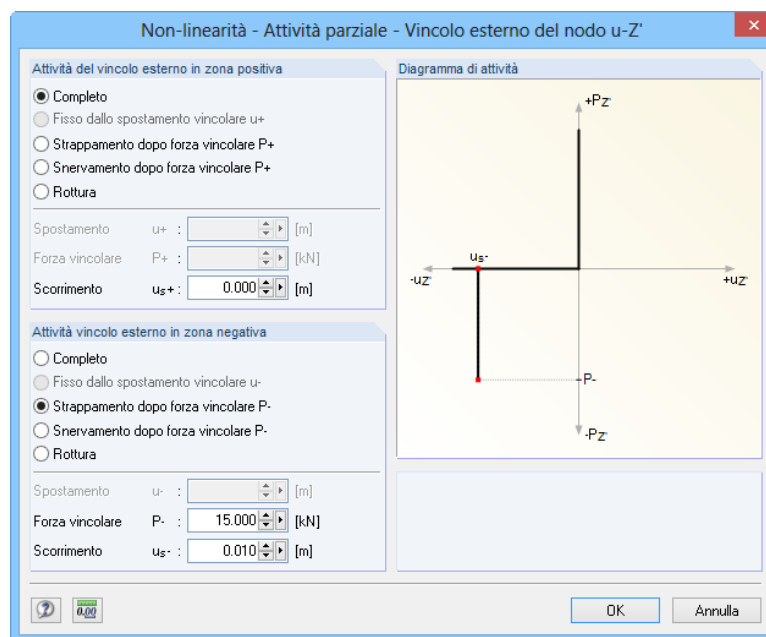 Non-linearità - Attività parziale - Vincolo esterno del nodo u-Z'
Attività del vincolo esterno in zona positiva
Completo
Fisso dallo spostamento vincolare u+
Strappamento dopo forza vincolare P+
Snervamento dopo forza vincolare P+
Rottura
Spostamento u+ : [m]
Forza vincolare P+ : [kN]
Scorrimento us+ : 0.000 [m]
Attività vincolo esterno in zona negativa
Completo
Fisso dallo spostamento vincolare u-
Strappamento dopo forza vincolare P-
Snervamento dopo forza vincolare P-
Rottura
Spostamento u- : [m]
Forza vincolare P- : 15.000 [kN]
Scorrimento us- : 0.010 [m]
Diagramma di attività
+PZ'
us-
-uZ'
+uZ'
P-
-PZ'
0.00
OK
Annulla